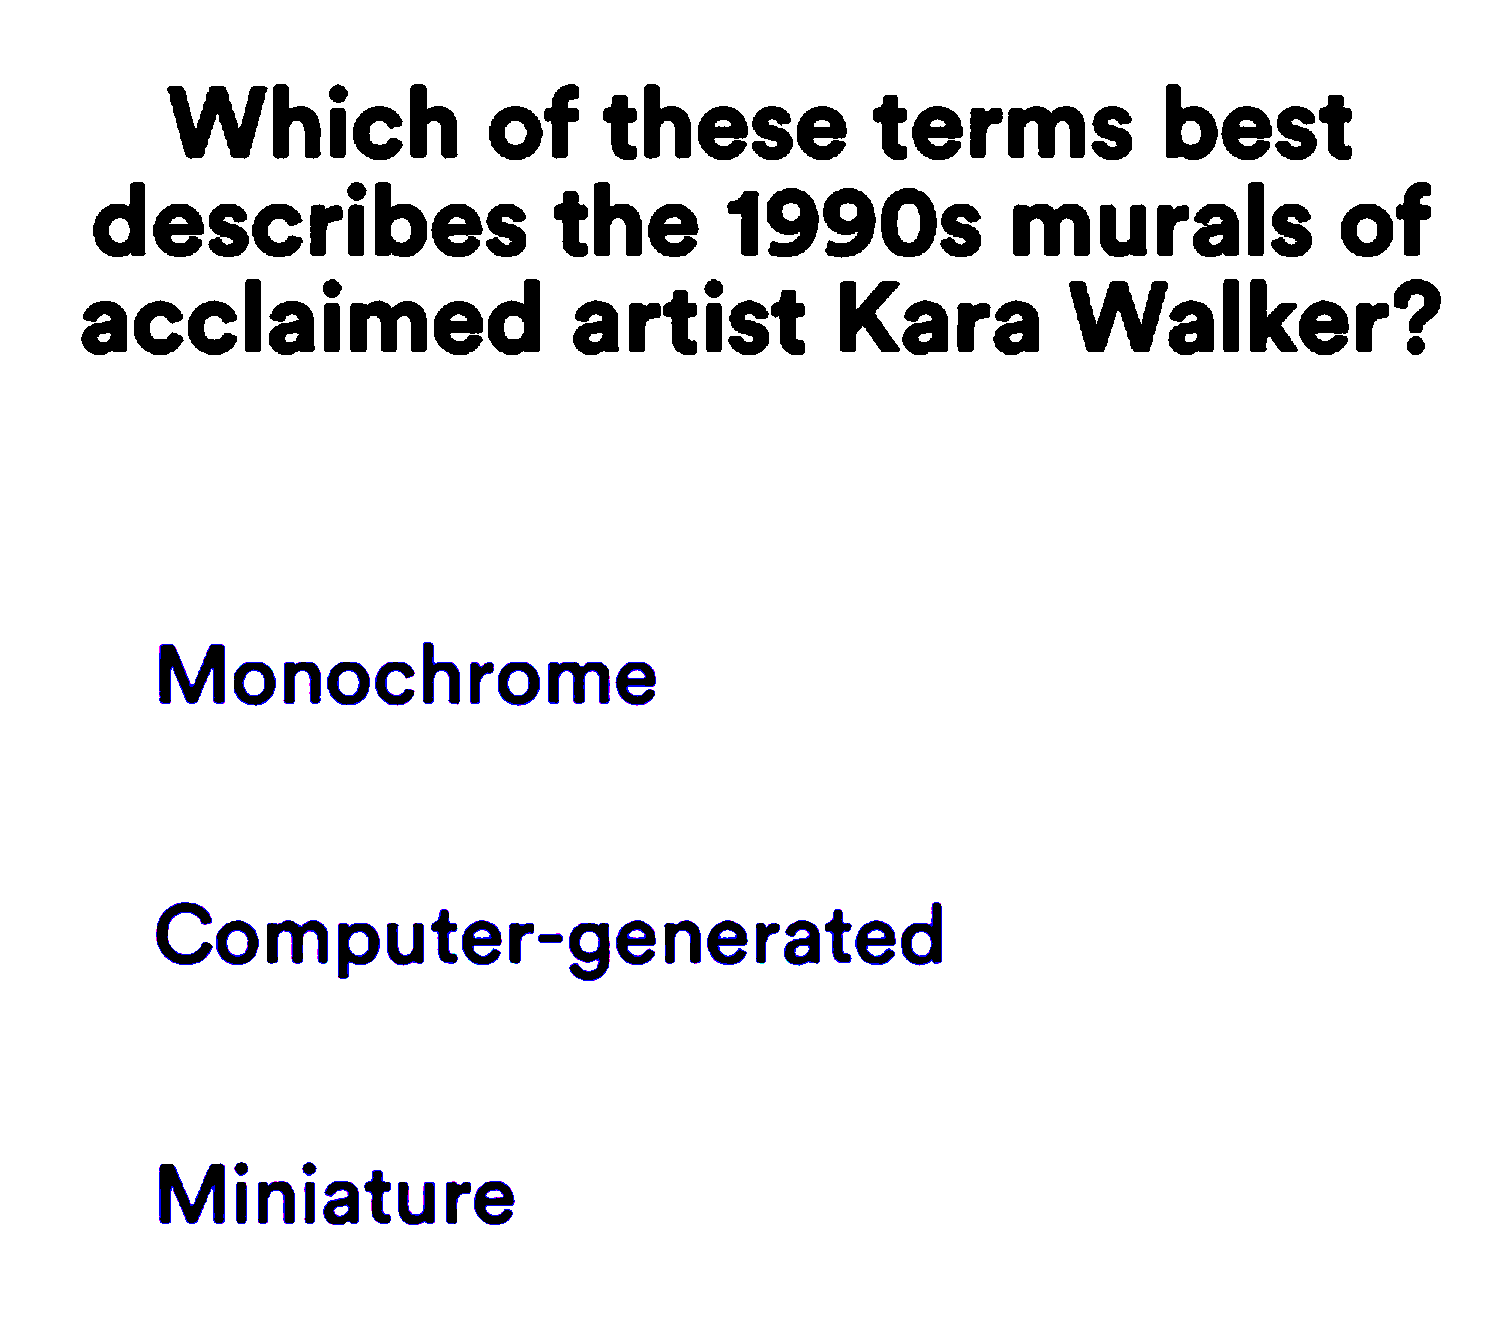 Which of these terms best
describes the 1990s murals of
acclaimed artist Kara Walker?
Monochrome
Computer-generated
Miniature